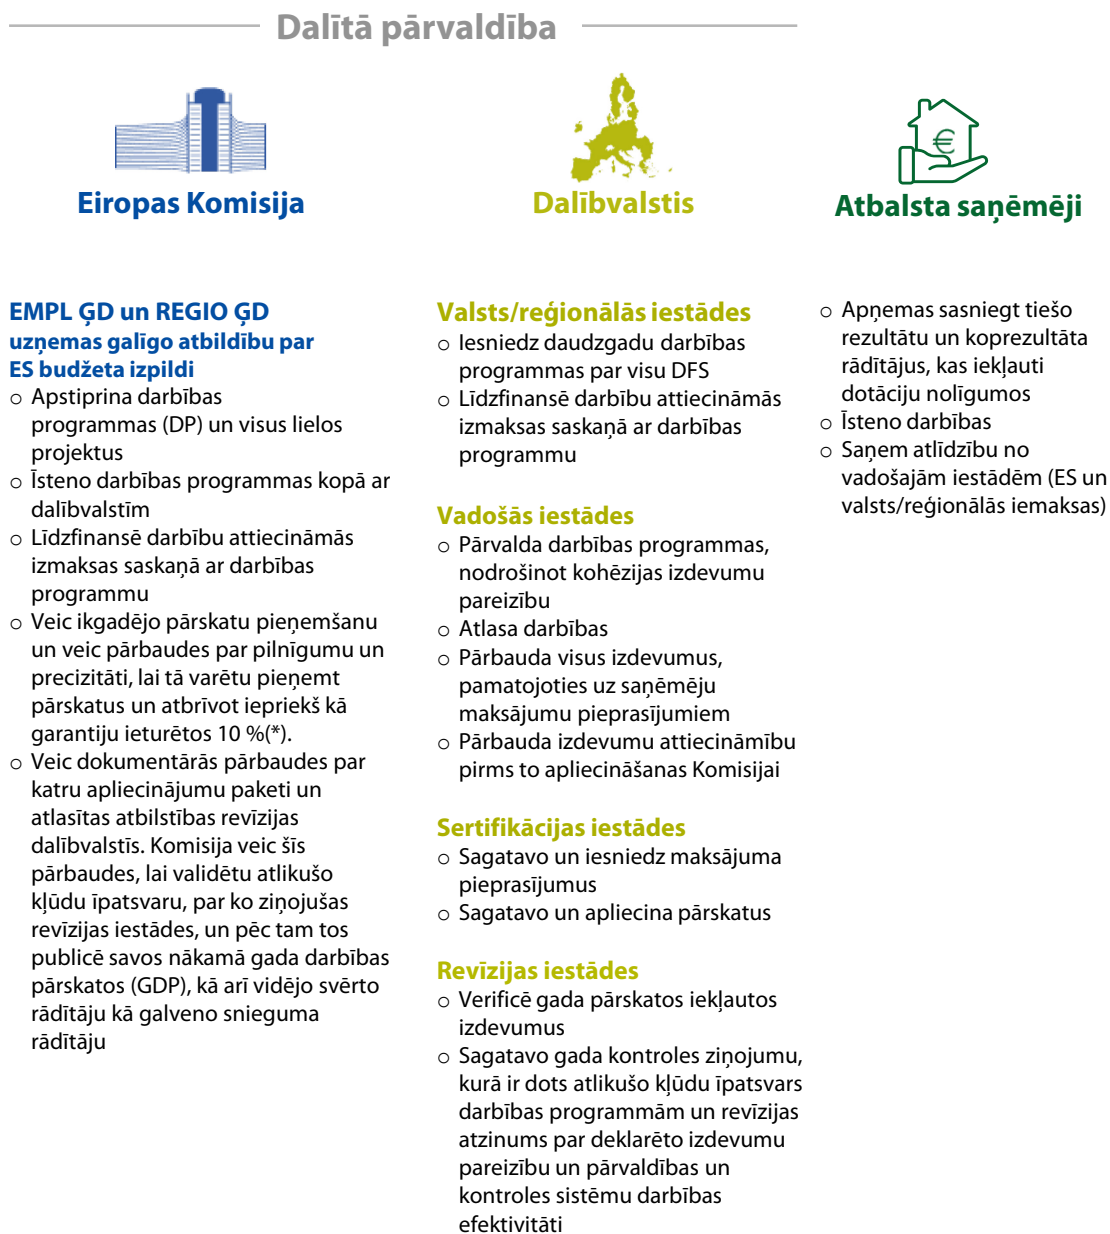 Dalītā pārvaldība
Eiropas Komisija
EMPL ĢD un REGIO ĢD
uzņemas galīgo atbildību par
ES budžeta izpildi
o Apstiprina darbības
programmas (DP) un visus lielos
projektus
o Īsteno darbības programmas kopā ar
dalībvalstīm
o Līdzfinansē darbību attiecināmās
izmaksas saskaņā ar darbības
programmu
o Veic ikgadējo pārskatu pieņemšanu
un veic pārbaudes par pilnīgumu un
precizitāti, lai tā varētu pieņemt
pārskatus un atbrīvot iepriekš kā
garantiju ieturētos 10 %(*).
o Veic dokumentārās pārbaudes par
katru apliecinājumu paketi un
atlasītas atbilstības revīzijas
dalībvalstīs. Komisija veic šīs
pārbaudes, lai validētu atlikušo
kļūdu īpatsvaru, par ko ziņojušas
revīzijas iestādes, un pēc tam tos
publicē savos nākamā gada darbības
pārskatos (GDP), kā arī vidējo svērto
rādītāju kā galveno snieguma
rādītāju
Dalībvalstis
Valsts/reģionālās iestādes
o Iesniedz daudzgadu darbības
programmas par visu DFS
o Līdzfinansē darbību attiecināmās
izmaksas saskaņā ar darbības
programmu
Vadošās iestādes
o Pārvalda darbības programmas,
nodrošinot kohēzijas izdevumu
pareizību
o Atlasa darbības
o Pārbauda visus izdevumus,
pamatojoties uz saņēmēju
maksājumu pieprasījumiem
o Pārbauda izdevumu attiecināmību
pirms to apliecināšanas Komisijai
Sertifikācijas iestādes
o Sagatavo un iesniedz maksājuma
pieprasījumus
o Sagatavo un apliecina pārskatus
Revīzijas iestādes
o Verificē gada pārskatos iekļautos
izdevumus
o Sagatavo gada kontroles ziņojumu,
kurā ir dots atlikušo kļūdu īpatsvars
darbības programmām un revīzijas
atzinums par deklarēto izdevumu
pareizību un pārvaldības un
kontroles sistēmu darbības
efektivitāti
€
Atbalsta saņēmēji
o Apņemas sasniegt tiešo
rezultātu un koprezultāta
rādītājus, kas iekļauti
dotāciju nolīgumos
o Īsteno darbības
o Saņem atlīdzību no
vadošajām iestādēm (ES un
valsts/reģionālās iemaksas)